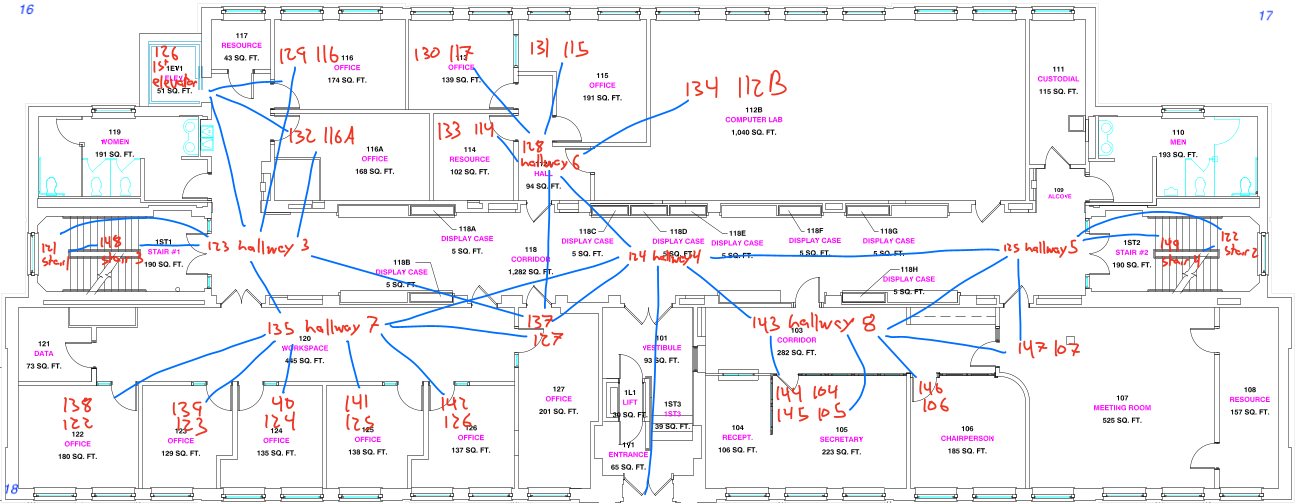 16
17
117
RESOURCE
43 SQ. FT.
126
1st
elevator
1EV1
51 SQ. FT.
129 116
116
OFFICE
174 SQ. FT.
130 117
OFFICE
139 SQ. FT.
131 115
115
OFFICE
191 SQ. FT.
134 112B
112B
COMPUTER LAB
1,040 SQ. FT.
111
CUSTODIAL
115 SQ. FT.
119
WOMEN
191 SQ. FT.
132 116A
116A
OFFICE
168 SQ. FT.
133 114
114
RESOURCE
102 SQ. FT.
128
hallway 6
HALL
94 SQ. FT.
110
MEN
193 SQ. FT.
109
ALCOVE
121
stair 1
148
stair 3
1ST1
STAIR #1
190 SQ. FT.
123 hallway 3
118A
DISPLAY CASE
5 SQ. FT.
118B
DISPLAY CASE
5 SQ. FT.
118
CORRIDOR
1,282 SQ. FT.
118C
DISPLAY CASE
5 SQ. FT.
118D
DISPLAY CASE
5 SQ. FT.
118E
DISPLAY CASE
5 SQ. FT.
118F
DISPLAY CASE
5 SQ. FT.
118G
DISPLAY CASE
5 SQ. FT.
124 hallway 4
118H
DISPLAY CASE
5 SQ. FT.
125 hallway 5
1ST2
STAIR #2
190 SQ. FT.
149
stair 4
122
stair 2
121
DATA
73 SQ. FT.
135 hallway 7
120
WORKSPACE
445 SQ. FT.
137
127
101
VESTIBULE
93 SQ. FT.
143 hallway 8
103
CORRIDOR
282 SQ. FT.
147 107
138
122
122
OFFICE
180 SQ. FT.
139
123
123
OFFICE
129 SQ. FT.
40
124
124
OFFICE
135 SQ. FT.
141
125
125
OFFICE
138 SQ. FT.
142
126
126
OFFICE
137 SQ. FT.
127
OFFICE
201 SQ. FT.
1L1
LIFT
30 SQ. FT.
1ST3
1ST3
39 SQ. FT.
1V1
ENTRANCE
65 SQ. FT.
144 104
145 105
104
RECEPT.
106 SQ. FT.
105
SECRETARY
223 SQ. FT.
146
106
106
CHAIRPERSON
185 SQ. FT.
107
MEETING ROOM
525 SQ. FT.
108
RESOURCE
157 SQ. FT.
18